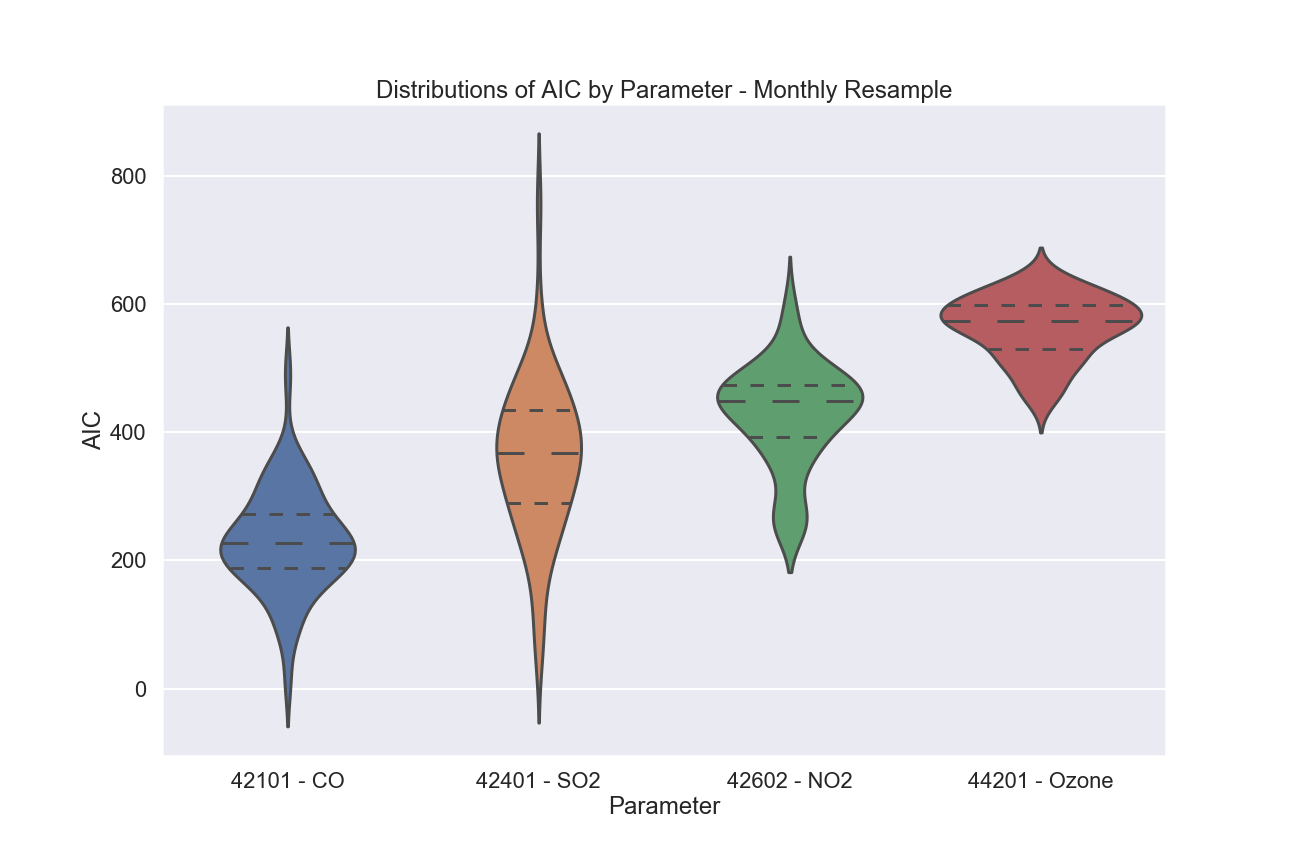 Distributions of AIC by Parameter - Monthly Resample
800
600
400
200
0
AIC
42101 - CO
42401 - SO2
42602 - NO2
44201 - Ozone
Parameter